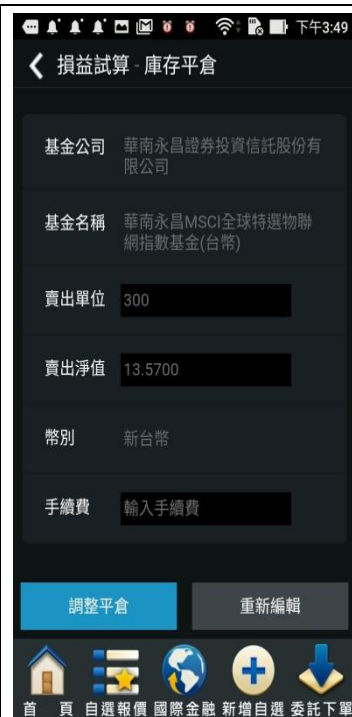 下午3:49
損益試算 - 庫存平倉
基金公司 華南永昌證券投資信託股份有
限公司
基金名稱 華南永昌MSCI全球特選物聯
網指數基金(台幣)
賣出單位 300
賣出淨值 13.5700
幣別 新台幣
手續費 輸入手續費
調整平倉 重新編輯
首 頁 自選報價 國際金融 新增自選 委託下單